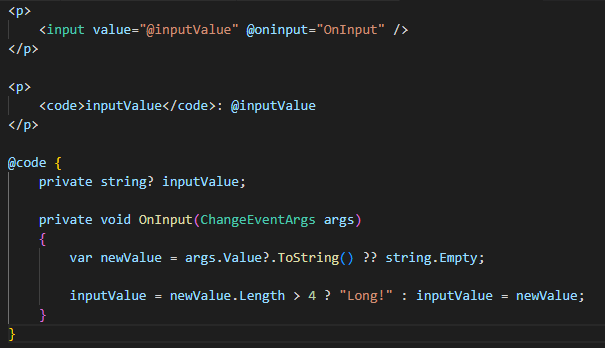 <p>
    <input value="@inputValue" @oninput="OnInput" />
</p>

<p>
    <code>inputValue</code>: @inputValue
</p>

@code {
    private string? inputValue;

    private void OnInput(ChangeEventArgs args)
    {
        var newValue = args.Value?.ToString() ?? string.Empty;

        inputValue = newValue.Length > 4 ? "Long!" : inputValue = newValue;
    }
}